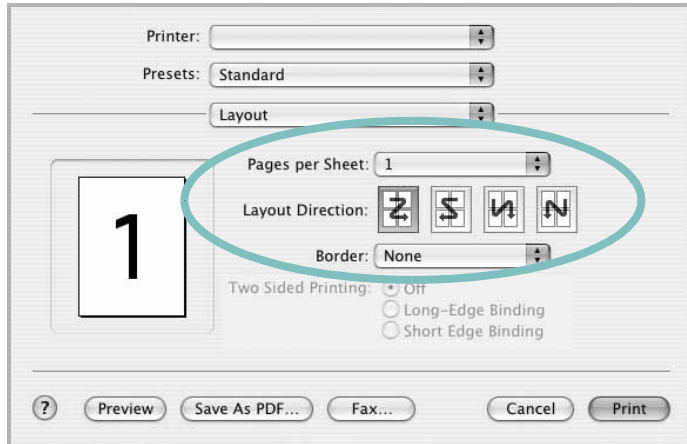 Printer:
Presets: Standard
Layout
Pages per Sheet: 1
Layout Direction:
Border: None
Two Sided Printing: Off
Long-Edge Binding
Short Edge Binding
1
? Preview Save As PDF... Fax... Cancel Print